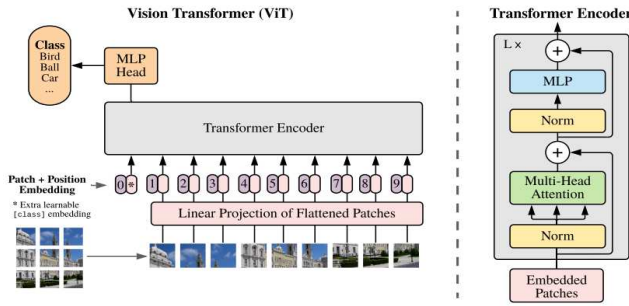 Vision Transformer (ViT)
Class
Bird
Ball
Car
...
MLP
Head
Transformer Encoder
Patch + Position
Embedding
0 * 1 2 3 4 5 6 7 8 9
* Extra learnable
[class] embedding
Linear Projection of Flattened Patches
Transformer Encoder
L ×
+
MLP
Norm
+
Multi-Head
Attention
Norm
Embedded
Patches